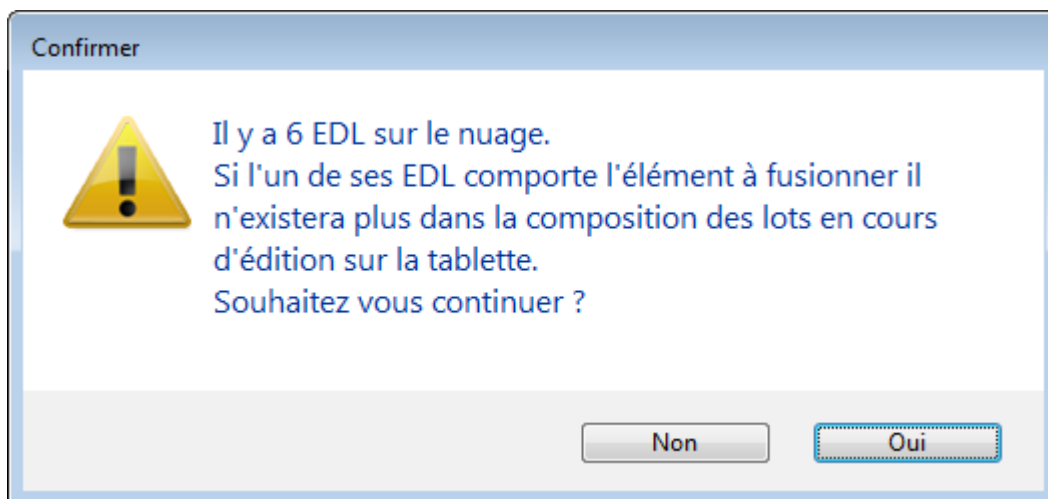 Confirmer
Il y a 6 EDL sur le nuage.
Si l'un de ses EDL comporte l'élément à fusionner il
n'existera plus dans la composition des lots en cours
d'édition sur la tablette.
Souhaitez vous continuer ?
Non
Oui